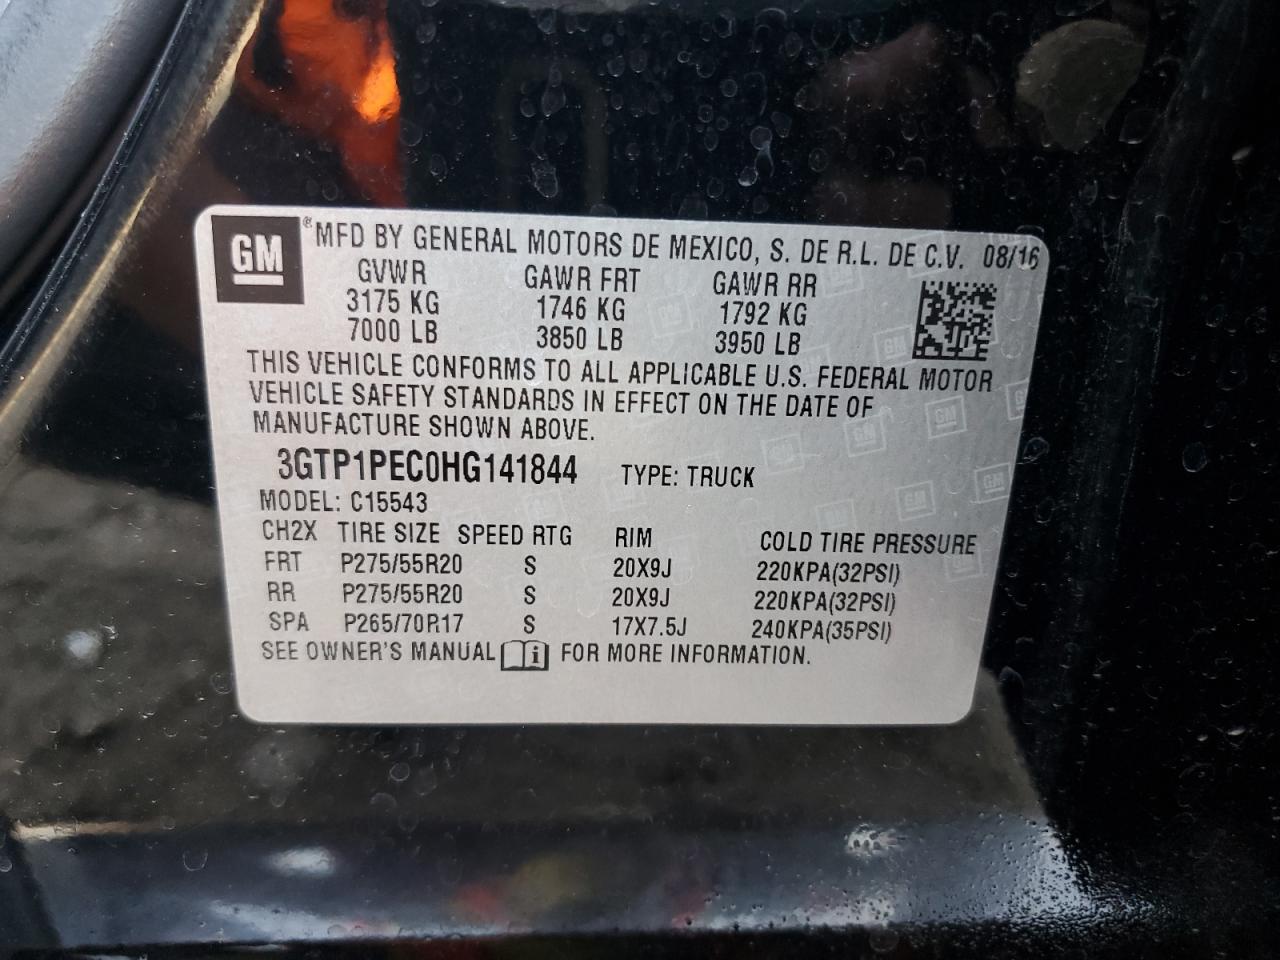 GM ® MFD BY GENERAL MOTORS DE MEXICO, S. DE R.L. DE C.V. 08/16
GVWR GAWR FRT GAWR RR
3175 KG 1746 KG 1792 KG
7000 LB 3850 LB 3950 LB
THIS VEHICLE CONFORMS TO ALL APPLICABLE U.S. FEDERAL MOTOR
VEHICLE SAFETY STANDARDS IN EFFECT ON THE DATE OF
MANUFACTURE SHOWN ABOVE.
3GTP1PEC0HG141844 TYPE: TRUCK
MODEL: C15543
CH2X TIRE SIZE SPEED RTG RIM COLD TIRE PRESSURE
FRT P275/55R20 S 20X9J 220KPA(32PSI)
RR P275/55R20 S 20X9J 220KPA(32PSI)
SPA P265/70R17 S 17X7.5J 240KPA(35PSI)
SEE OWNER'S MANUAL i FOR MORE INFORMATION.